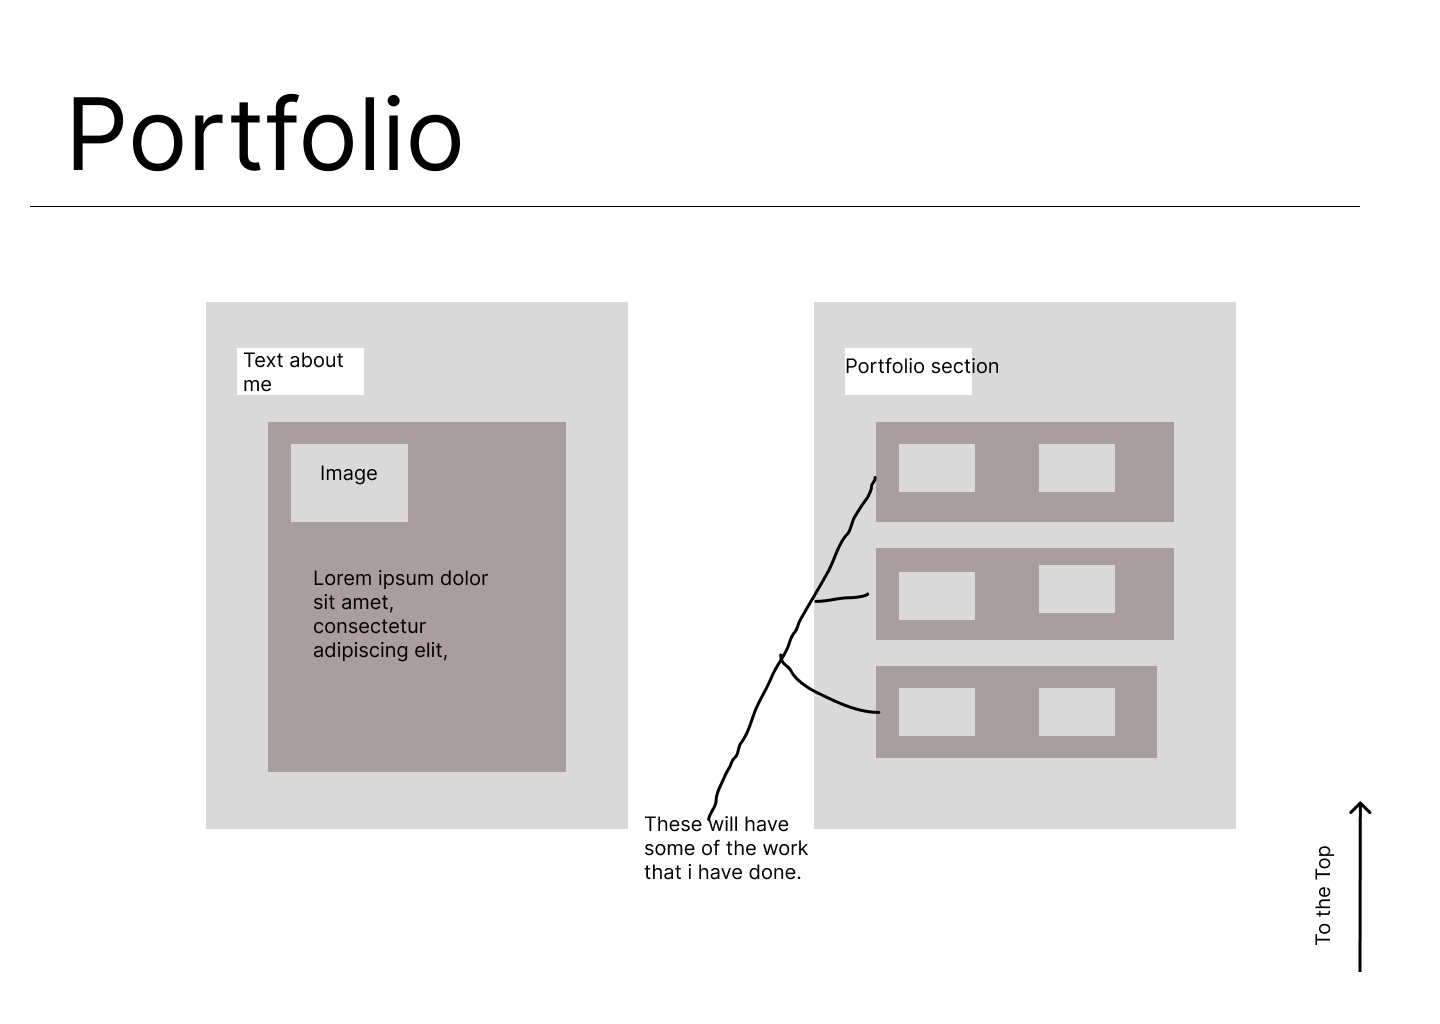 Portfolio
Text about
me
Image
Lorem ipsum dolor
sit amet,
consectetur
adipiscing elit,
Portfolio section
These will have
some of the work
that i have done.
To the Top